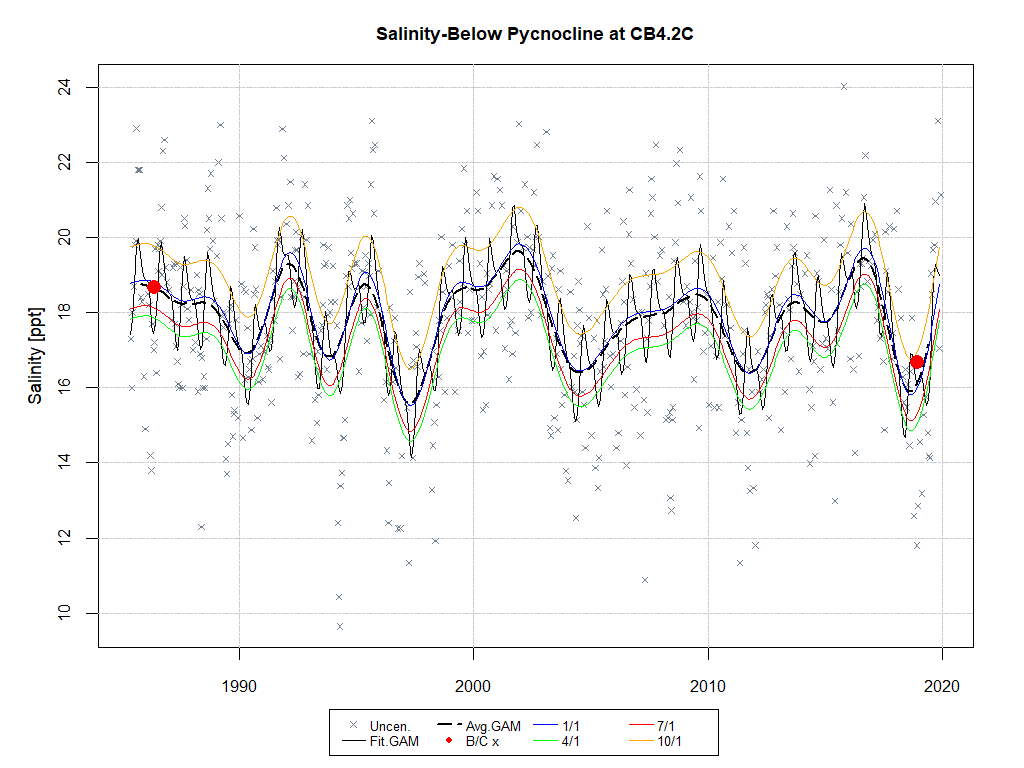 Salinity-Below Pycnocline at CB4.2C
Salinity [ppt]
24
22
20
18
16
14
12
10
1990 2000 2010 2020
Uncen. Avg.GAM 1/1 7/1
Fit.GAM B/C x 4/1 10/1